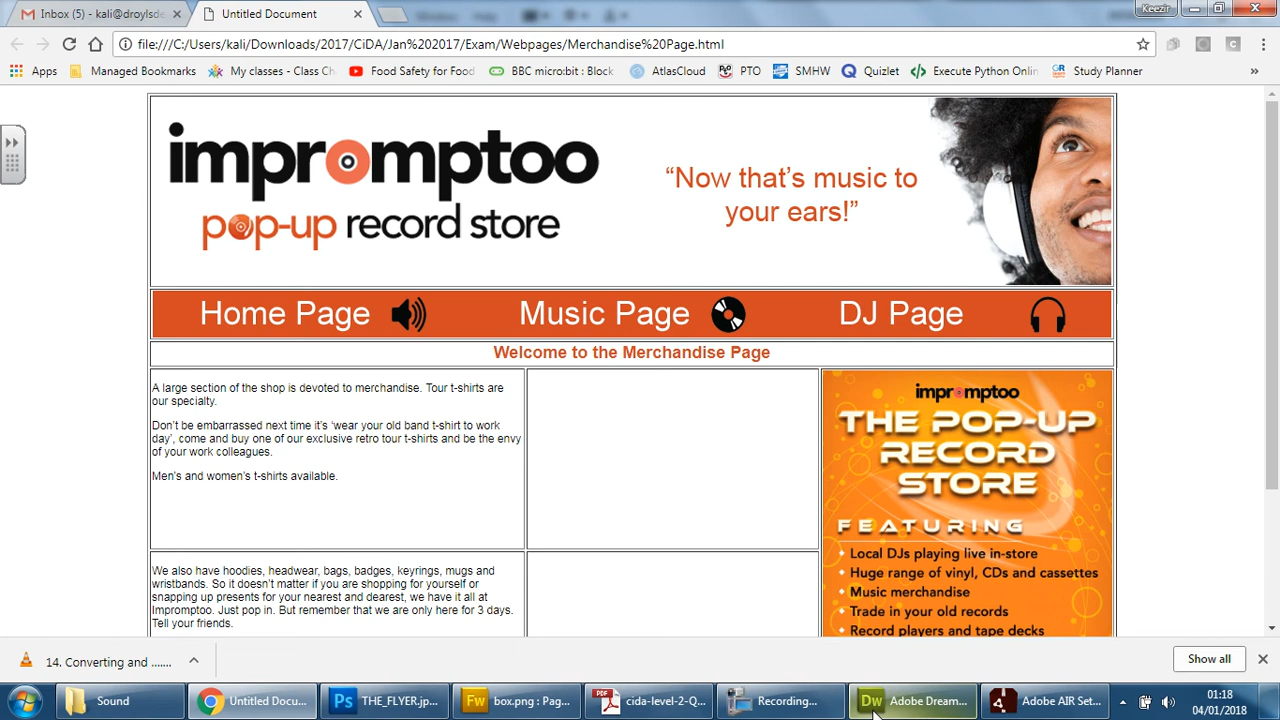 Inbox (5) - kali@droylsde
Untitled Document
Keezir
file:///C:/Users/kali/Downloads/2017/CiDA/Jan%202017/Exam/Webpages/Merchandise%20Page.html
Apps
Managed Bookmarks
My classes - Class Ch
Food Safety for Food
BBC micro:bit : Block
AtlasCloud
PTO
SMHW
Quizlet
Execute Python Onlin
Study Planner
»
impromptoo
pop-up record store
“Now that’s music to
your ears!”
Home Page
Music Page
DJ Page
Welcome to the Merchandise Page
A large section of the shop is devoted to merchandise. Tour t-shirts are
our specialty.
Don’t be embarrassed next time it’s ‘wear your old band t-shirt to work
day’, come and buy one of our exclusive retro tour t-shirts and be the envy
of your work colleagues.
Men’s and women’s t-shirts available.
We also have hoodies, headwear, bags, badges, keyrings, mugs and
wristbands. So it doesn’t matter if you are shopping for yourself or
snapping up presents for your nearest and dearest, we have it all at
Impromptoo. Just pop in. But remember that we are only here for 3 days.
Tell your friends.
impromptoo
THE POP-UP
RECORD
STORE
FEATURING
Local DJs playing live in-store
Huge range of vinyl, CDs and cassettes
Music merchandise
Trade in your old records
Record players and tape decks
14. Converting and .......
Show all
Sound
Untitled Docu...
Ps THE_FLYER.jp...
Fw box.png : Pag...
PDF cida-level-2-Q...
Recording...
Dw Adobe Dream...
Adobe AIR Set...
01:18
04/01/2018